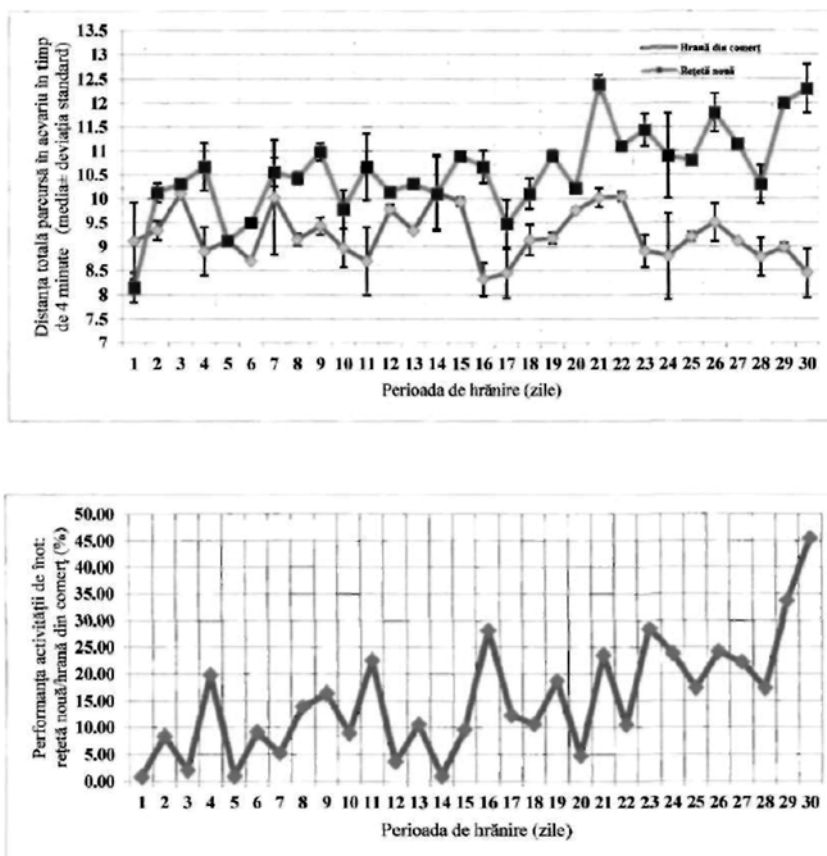 Distanța totală parcursă în acvariu în timp
de 4 minute (media± deviația standard)
13.5
13
12.5
12
11.5
11
10.5
10
9.5
9
8.5
8
7.5
7
Hrană din comerț
Rețetă nouă
1 2 3 4 5 6 7 8 9 10 11 12 13 14 15 16 17 18 19 20 21 22 23 24 25 26 27 28 29 30
Perioada de hrănire (zile)
Performanța activității de înot:
rețetă nouă/hrană din comerț (%)
50.00
45.00
40.00
35.00
30.00
25.00
20.00
15.00
10.00
5.00
0.00
1 2 3 4 5 6 7 8 9 10 11 12 13 14 15 16 17 18 19 20 21 22 23 24 25 26 27 28 29 30
Perioada de hrănire (zile)